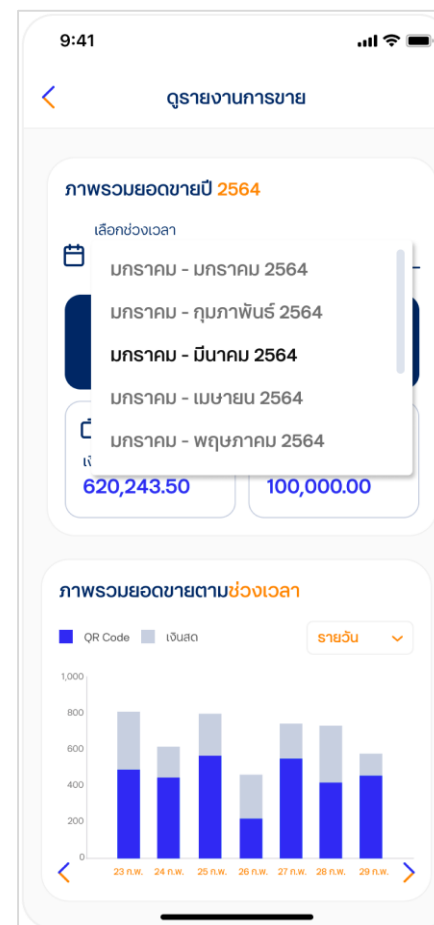 9:41
ดูรายงานการขาย
ภาพรวมยอดขายปี 2564
เลือกช่วงเวลา
มกราคม - มกราคม 2564
มกราคม - กุมภาพันธ์ 2564
มกราคม - มีนาคม 2564
มกราคม - เมษายน 2564
มกราคม - พฤษภาคม 2564
620,243.50
100,000.00
ภาพรวมยอดขายตามช่วงเวลา
QR Code เงินสด
รายวัน
1,000
800
600
400
200
0
23 ก.พ. 24 ก.พ. 25 ก.พ. 26 ก.พ. 27 ก.พ. 28 ก.พ. 29 ก.พ.